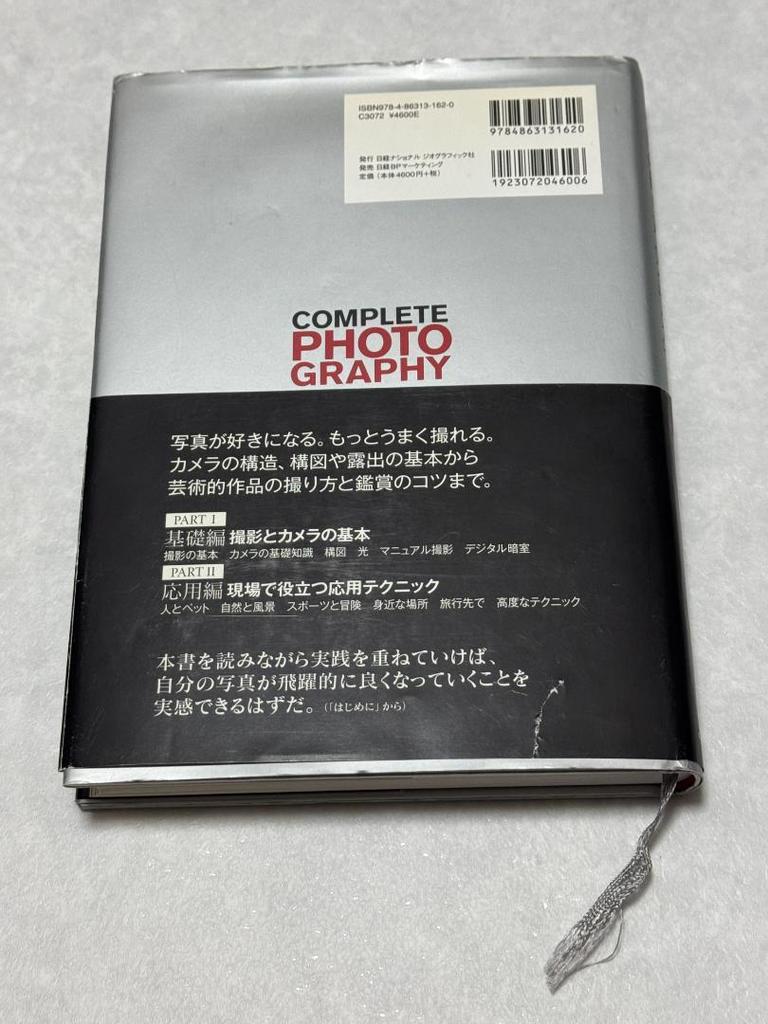 ISBN978-4-86313-162-0
C3072 ¥4600E
発行 日経ナショナル ジオグラフィック社
発売 日経BPマーケティング
定価（本体4600円+税）
9784863131620
1923072046006
COMPLETE
PHOTO
GRAPHY
写真が好きになる。もっとうまく撮れる。
カメラの構造、構図や露出の基本から
芸術的作品の撮り方と鑑賞のコツまで。
PART I
基礎編 撮影とカメラの基本
撮影の基本 カメラの基礎知識 構図 光 マニュアル撮影 デジタル暗室
PART II
応用編 現場で役立つ応用テクニック
人とペット 自然と風景 スポーツと冒険 身近な場所 旅行先で 高度なテクニック
本書を読みながら実践を重ねていけば、
自分の写真が飛躍的に良くなっていくことを
実感できるはずだ。（「はじめに」から）